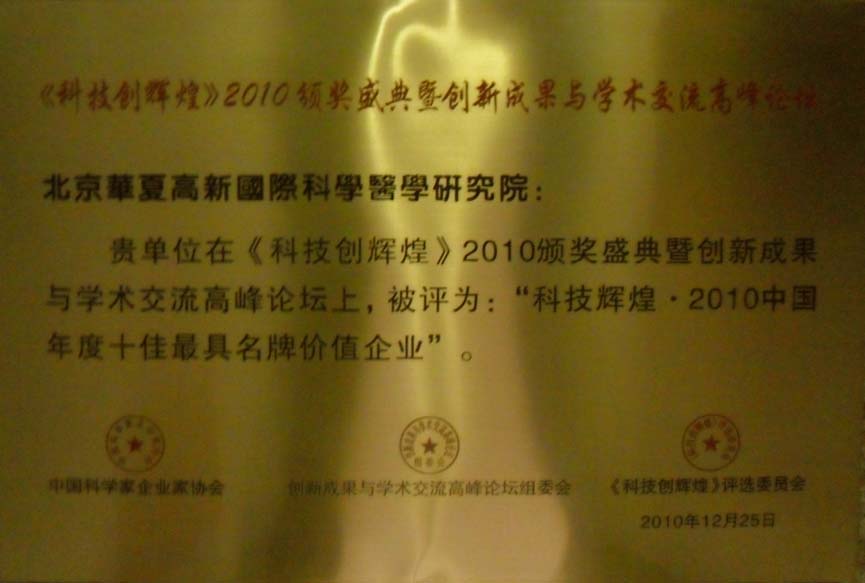 《科技创辉煌》2010颁奖盛典暨创新成果与学术交流高峰论坛
北京華夏高新國際科學醫學研究院：
贵单位在《科技创辉煌》2010颁奖盛典暨创新成果
与学术交流高峰论坛上，被评为：“科技辉煌·2010中国
年度十佳最具名牌价值企业”。
中国科学家企业家协会
创新成果与学术交流高峰论坛组委会
《科技创辉煌》评选委员会
2010年12月25日